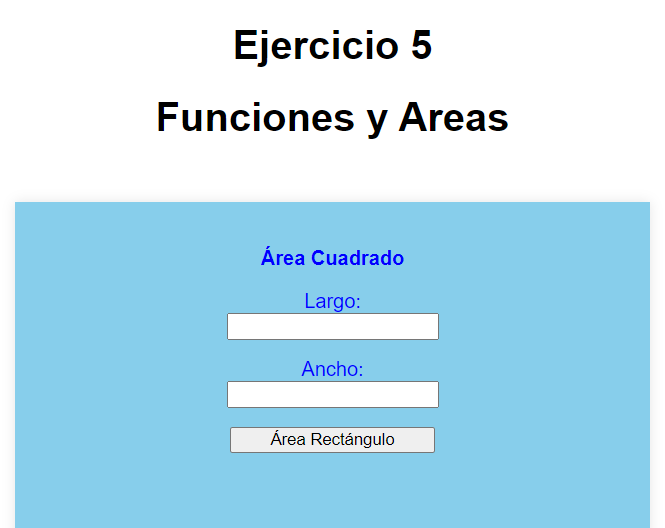 Ejercicio 5
Funciones y Areas
Área Cuadrado
Largo:
Ancho:
Área Rectángulo